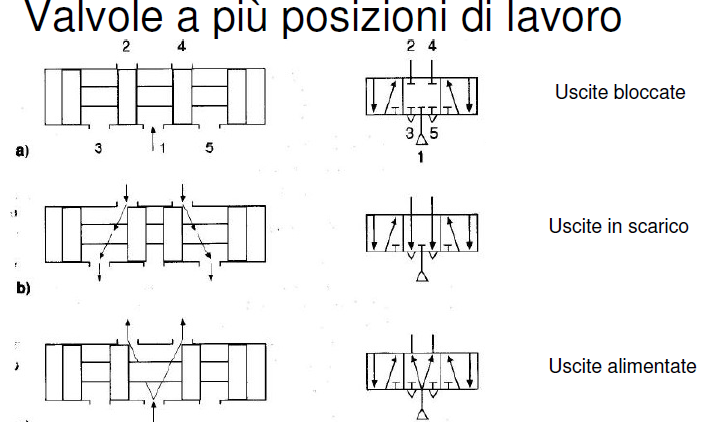 Valvole a più posizioni di lavoro
2 4
2 4
Uscite bloccate
3 1 5
3 5
1
a)
Uscite in scarico
b)
Uscite alimentate